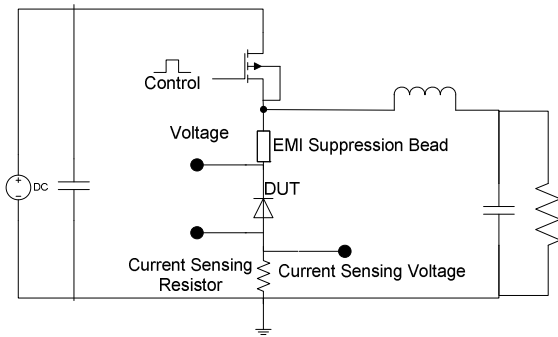 Control
Voltage
EMI Suppression Bead
+
DC
−
DUT
Current Sensing
Resistor
Current Sensing Voltage